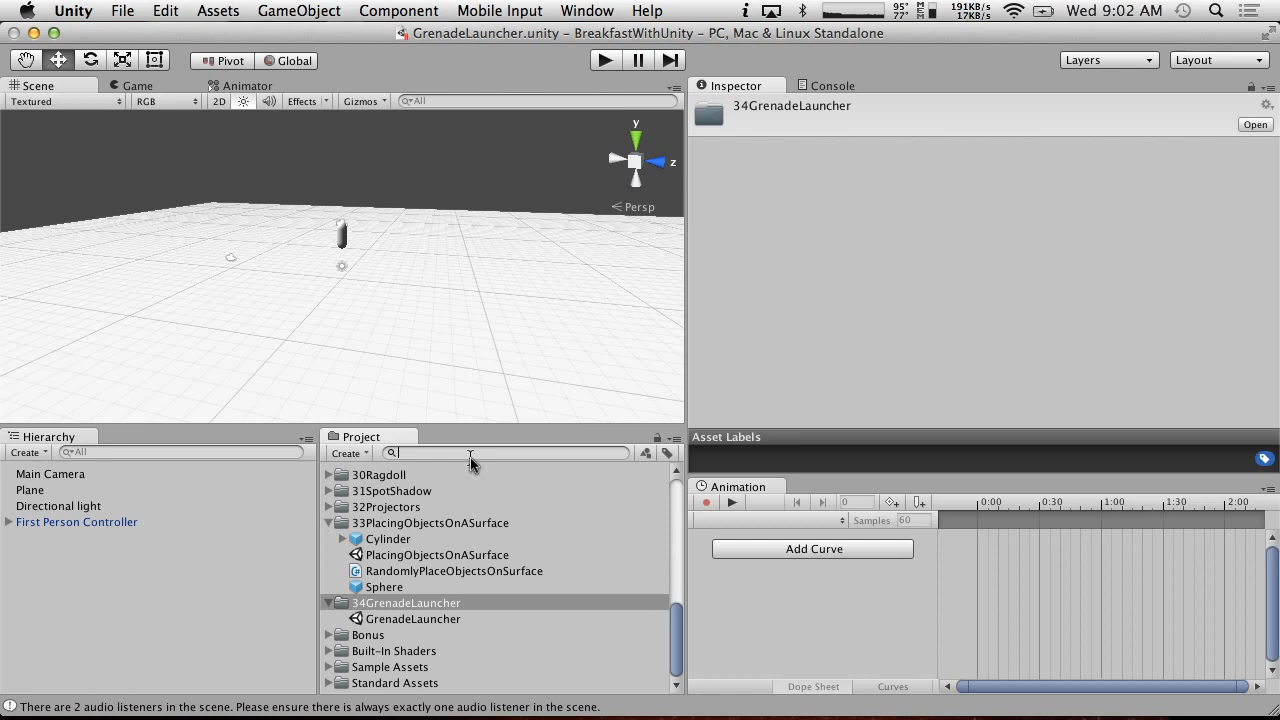 Unity File Edit Assets GameObject Component Mobile Input Window Help 95° 77° 191KB/s 17KB/s Wed 9:02 AM
GrenadeLauncher.unity - BreakfastWithUnity - PC, Mac & Linux Standalone
Pivot Global Layers Layout
Scene Game Animator Inspector Console
Textured RGB 2D Effects Gizmos All
34GrenadeLauncher
Open
y
z
Persp
Hierarchy Project Asset Labels
Create All Create
Main Camera
Plane
Directional light
First Person Controller
30Ragdoll
31SpotShadow
32Projectors
33PlacingObjectsOnASurface
Cylinder
PlacingObjectsOnASurface
RandomlyPlaceObjectsOnSurface
Sphere
34GrenadeLauncher
GrenadeLauncher
Bonus
Built-In Shaders
Sample Assets
Standard Assets
Animation
0 0:00 0:30 1:00 1:30 2:00
Samples 60
Add Curve
Dope Sheet Curves
There are 2 audio listeners in the scene. Please ensure there is always exactly one audio listener in the scene.